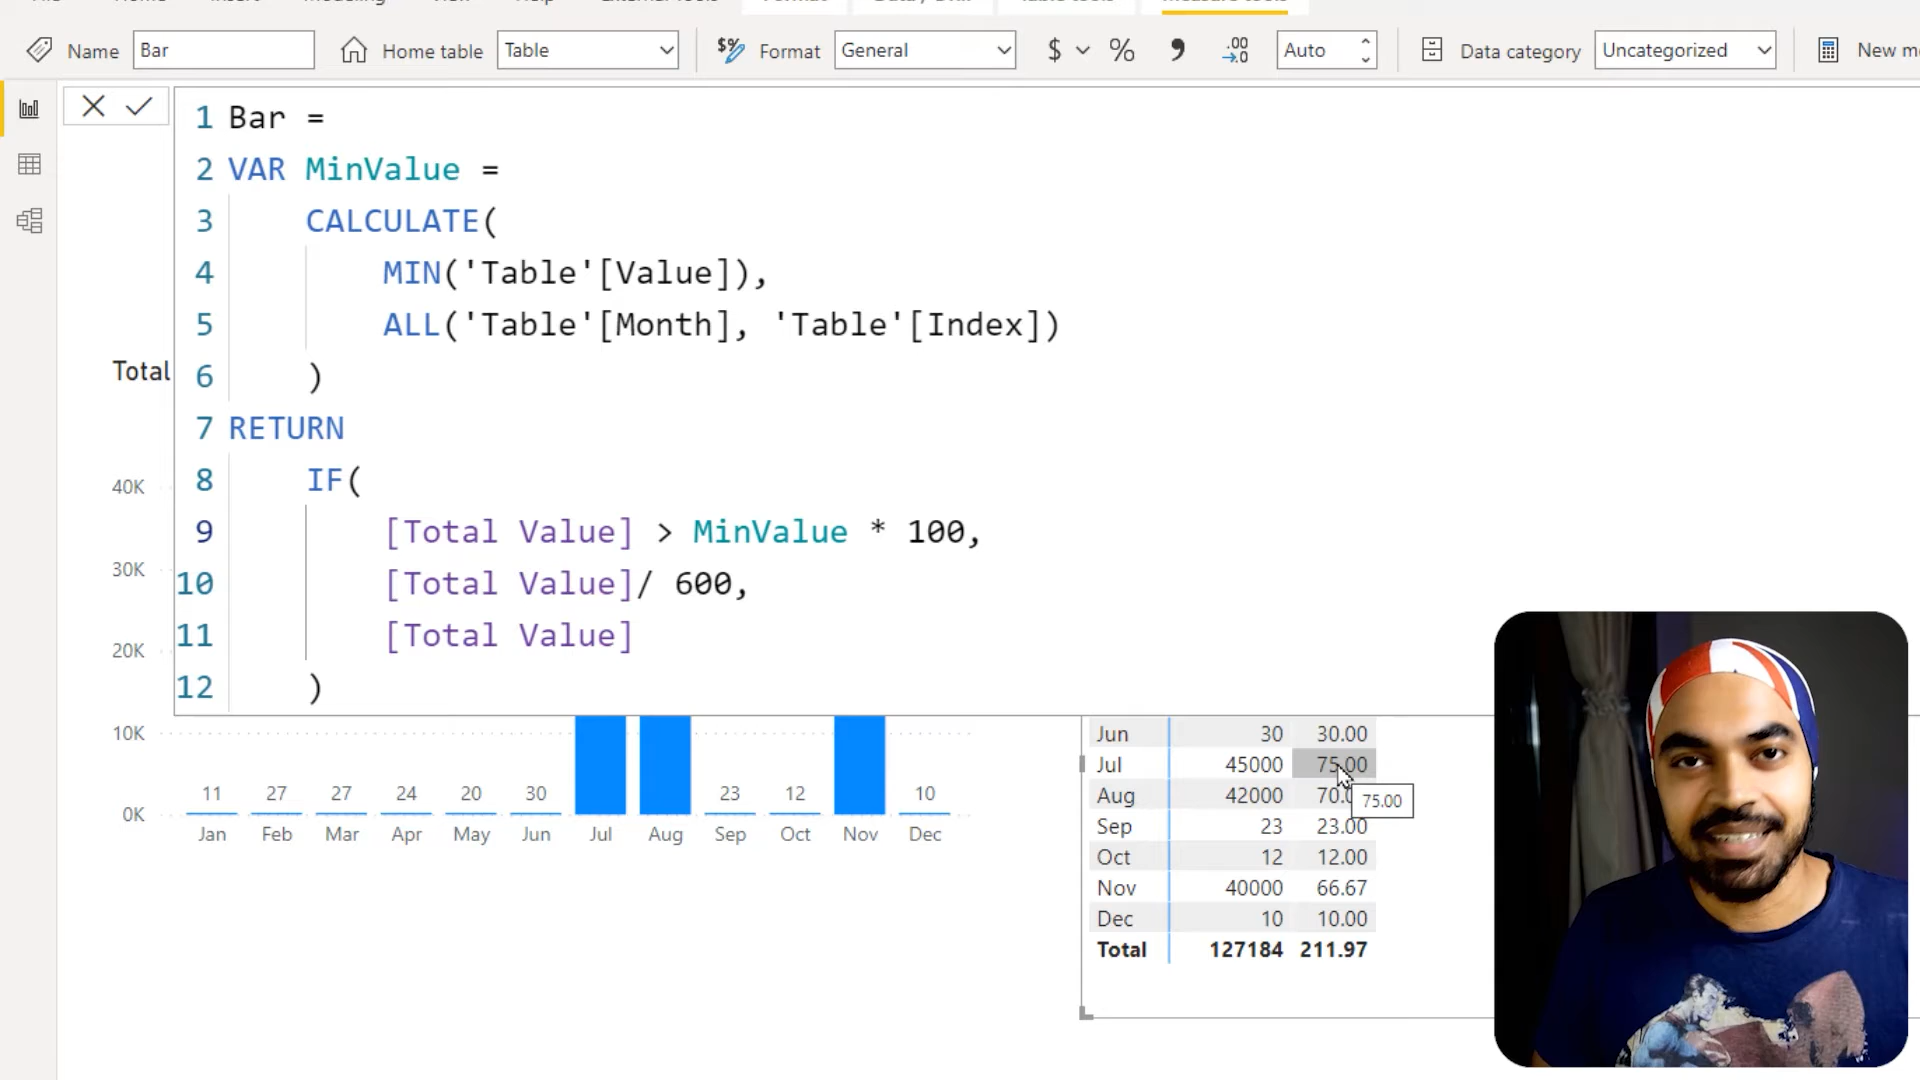 Name Bar Home table Table Format General $ % Auto Data category Uncategorized New
1 Bar =
2 VAR MinValue =
3 CALCULATE(
4 MIN('Table'[Value]),
5 ALL('Table'[Month], 'Table'[Index])
6 )
7 RETURN
8 IF(
9 [Total Value] > MinValue * 100,
10 [Total Value]/ 600,
11 [Total Value]
12 )
Total
40K
30K
20K
10K
0K
11 27 27 24 20 30 23 12 10
Jan Feb Mar Apr May Jun Jul Aug Sep Oct Nov Dec
Jun 30 30.00
Jul 45000 75.00
Aug 42000 70.0
75.00
Sep 23 23.00
Oct 12 12.00
Nov 40000 66.67
Dec 10 10.00
Total 127184 211.97